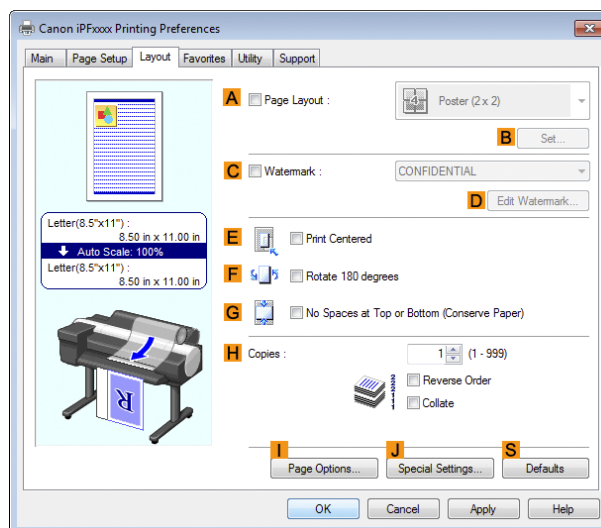 Canon iPFxxxx Printing Preferences
Main Page Setup Layout Favorites Utility Support
A Page Layout : 4 Poster (2 x 2)
B Set...
C Watermark : CONFIDENTIAL
D Edit Watermark...
Letter(8.5"x11") :
8.50 in x 11.00 in
Auto Scale: 100%
Letter(8.5"x11") :
8.50 in x 11.00 in
E Print Centered
F Rotate 180 degrees
G No Spaces at Top or Bottom (Conserve Paper)
H Copies : 1 (1 - 999)
Reverse Order
Collate
R
I J S
Page Options... Special Settings... Defaults
OK Cancel Apply Help